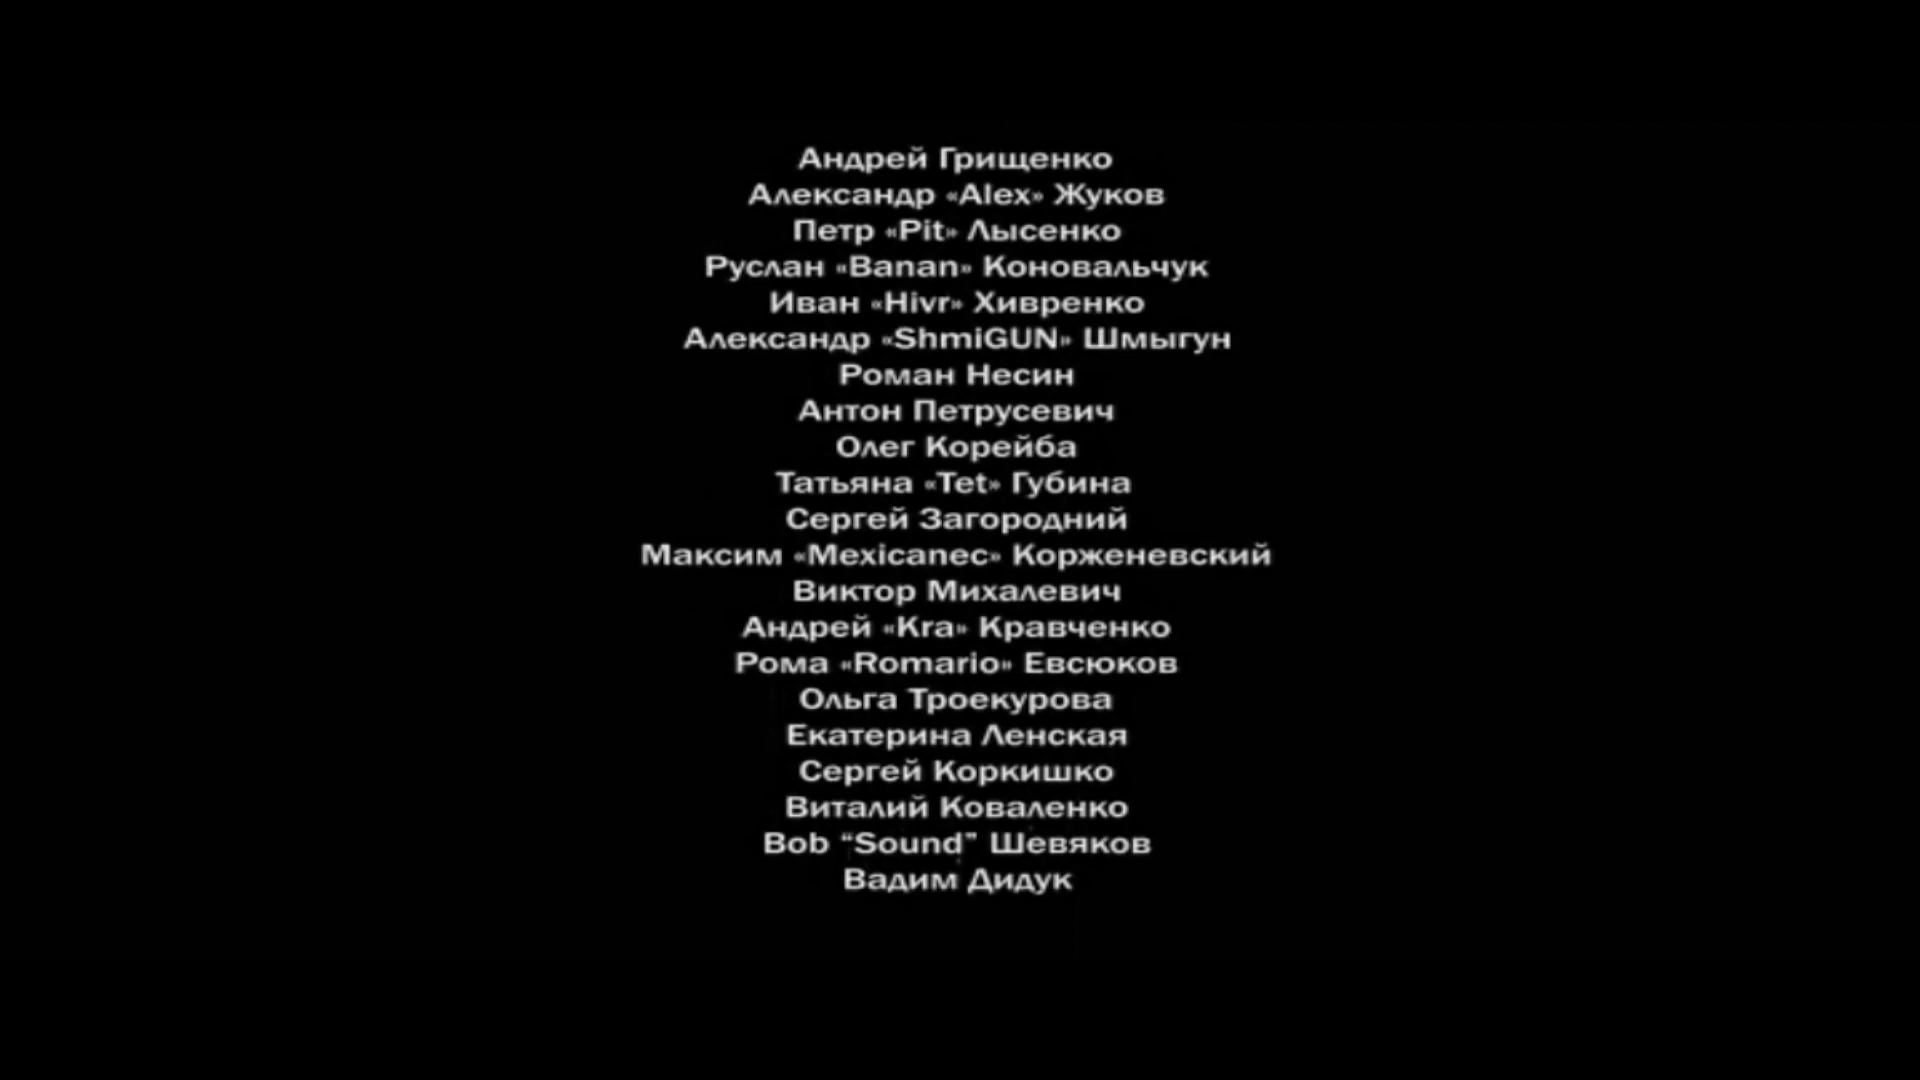 Андрей Грищенко
Александр «Alex» Жуков
Петр «Pit» Лысенко
Руслан «Banan» Коновальчук
Иван «Hivr» Хивренко
Александр «ShmiGUN» Шмыгун
Роман Несин
Антон Петрусевич
Олег Корейба
Татьяна «Tet» Губина
Сергей Загородний
Максим «Mexicanec» Корженевский
Виктор Михалевич
Андрей «Kra» Кравченко
Рома «Romario» Евсюков
Ольга Троекурова
Екатерина Ленская
Сергей Коркишко
Виталий Коваленко
Bob “Sound” Шевяков
Вадим Дидук